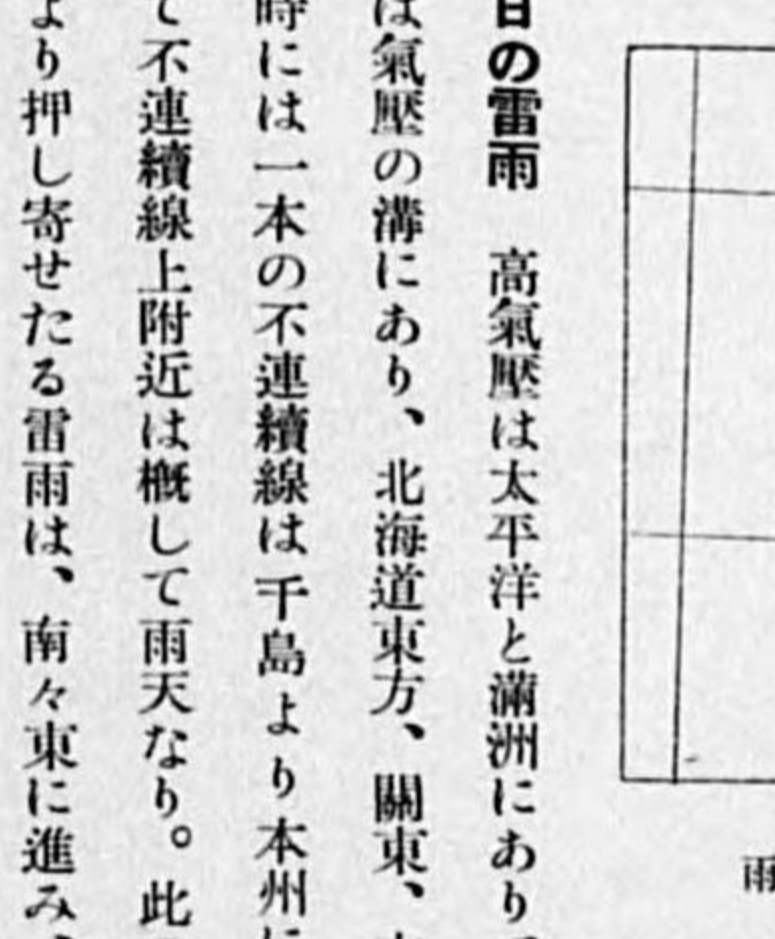 雨
日の雷雨　高氣壓は太平洋と滿洲にあり
は氣壓の溝にあり、北海道東方、關東、
時には一本の不連續線は千島より本州に
て不連續線上附近は概して雨天なり。此
より押し寄せたる雷雨は、南々東に進み、